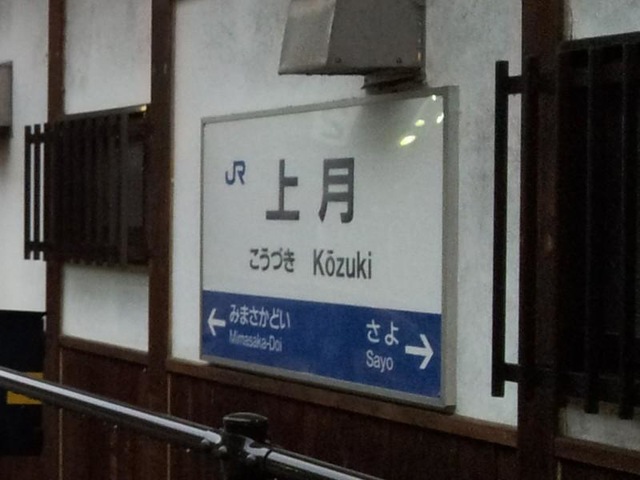 JR
上月
こうづき Kōzuki
← みまさかどい
Mimasaka-Doi
さよ →
Sayo